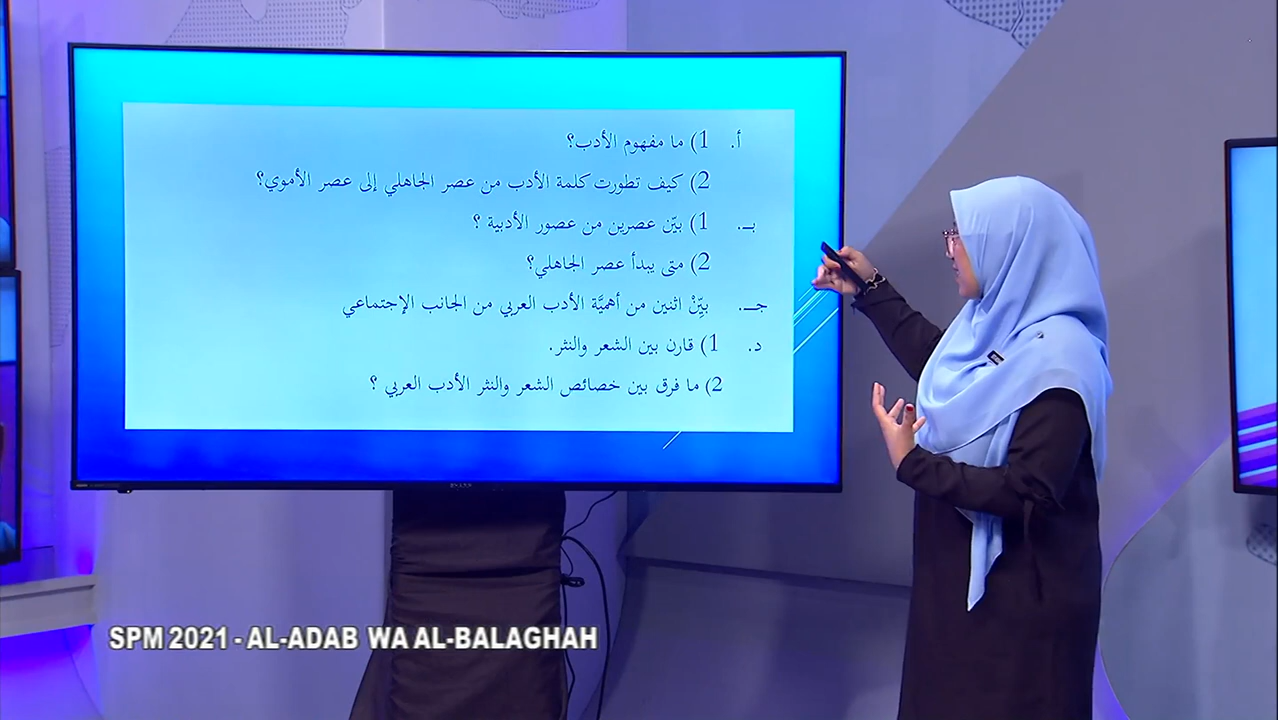 أ. 1) ما مفهوم الأدب؟
2) كيف تطورت كلمة الأدب من عصر الجاهلي إلى عصر الأموي؟
بـ. 1) بيّن عصرين من عصور الأدبية ؟
2) متى يبدأ عصر الجاهلي؟
جـ. بيِّنْ اثنين من أهميَّة الأدب العربي من الجانب الإجتماعي
د. 1) قارن بين الشعر والنثر.
2) ما فرق بين خصائص الشعر والنثر الأدب العربي ؟
SPM 2021 - AL-ADAB WA AL-BALAGHAH